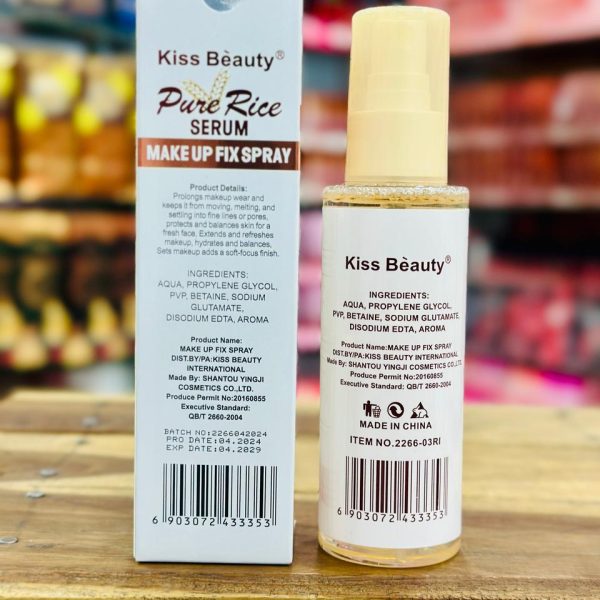 Kiss Bèauty®
Pure Rice
SERUM
MAKE UP FIX SPRAY
Product Details:
Prolongs makeup wear and
keeps it from moving, melting, and
settling into fine lines or pores,
protects and balances skin for a
fresh face. Extends and refreshes
makeup, hydrates and balances,
Sets makeup adds a soft-focus finish.
INGREDIENTS:
AQUA, PROPYLENE GLYCOL,
PVP, BETAINE, SODIUM
GLUTAMATE,
DISODIUM EDTA, AROMA
Product Name:
MAKE UP FIX SPRAY
DIST.BY/PA:KISS BEAUTY
INTERNATIONAL
Made By: SHANTOU YINGJI
COSMETICS CO.,LTD.
Produce Permit No:20160855
Executive Standard:
QB/T 2660-2004
BATCH NO:2266042024
PRO DATE:04.2024
EXP DATE:04.2029
6 903072 433353
Kiss Bèauty®
INGREDIENTS:
AQUA, PROPYLENE GLYCOL,
PVP, BETAINE, SODIUM GLUTAMATE,
DISODIUM EDTA, AROMA
Product Name:MAKE UP FIX SPRAY
DIST.BY/PA:KISS BEAUTY INTERNATIONAL
Made By: SHANTOU YINGJI COSMETICS CO.,LTD.
Produce Permit No:20160855
Executive Standard: QB/T 2660-2004
MADE IN CHINA
ITEM NO.2266-03RI
6 903072 433353